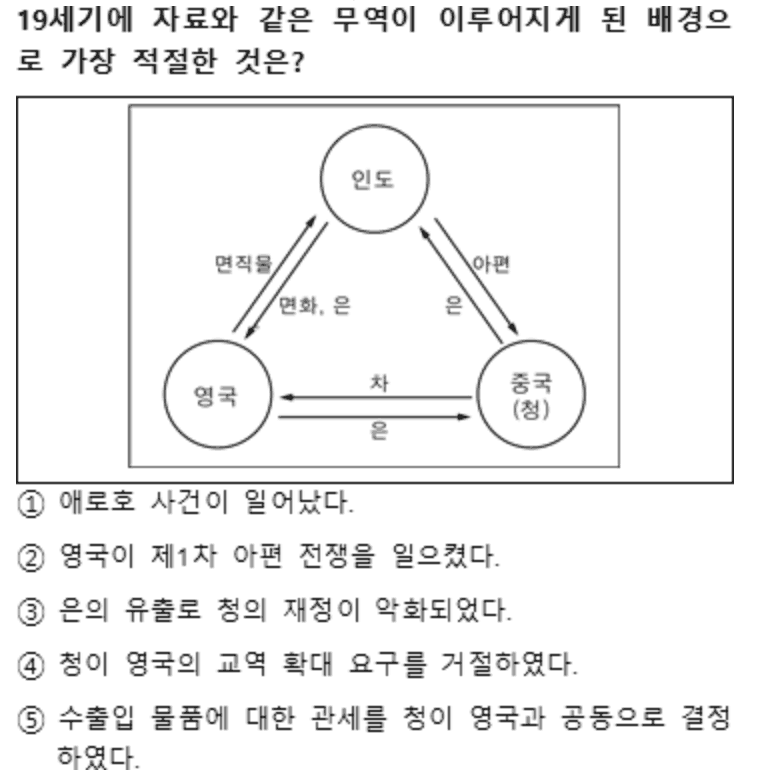 19세기에 자료와 같은 무역이 이루어지게 된 배경으
로 가장 적절한 것은?
인도
면직물
아편
면화, 은
은
영국
차
중국
(청)
은
① 애로호 사건이 일어났다.
② 영국이 제1차 아편 전쟁을 일으켰다.
③ 은의 유출로 청의 재정이 악화되었다.
④ 청이 영국의 교역 확대 요구를 거절하였다.
⑤ 수출입 물품에 대한 관세를 청이 영국과 공동으로 결정
하였다.